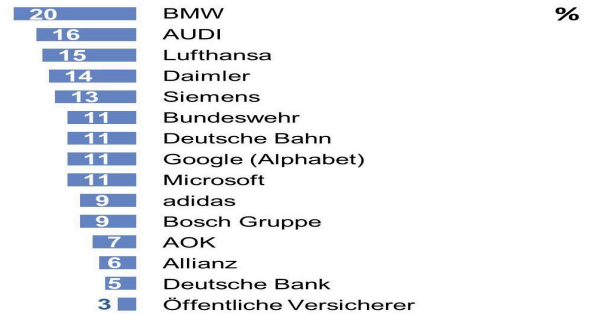 20 BMW %
16 AUDI
15 Lufthansa
14 Daimler
13 Siemens
11 Bundeswehr
11 Deutsche Bahn
11 Google (Alphabet)
11 Microsoft
9 adidas
9 Bosch Gruppe
7 AOK
6 Allianz
5 Deutsche Bank
3 Öffentliche Versicherer